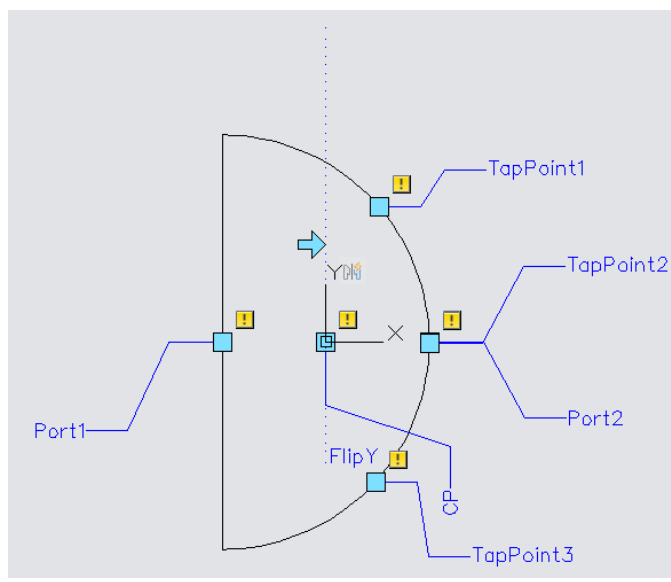 TapPoint1
TapPoint2
Y
X
Port1
Port2
FlipY
CP
TapPoint3